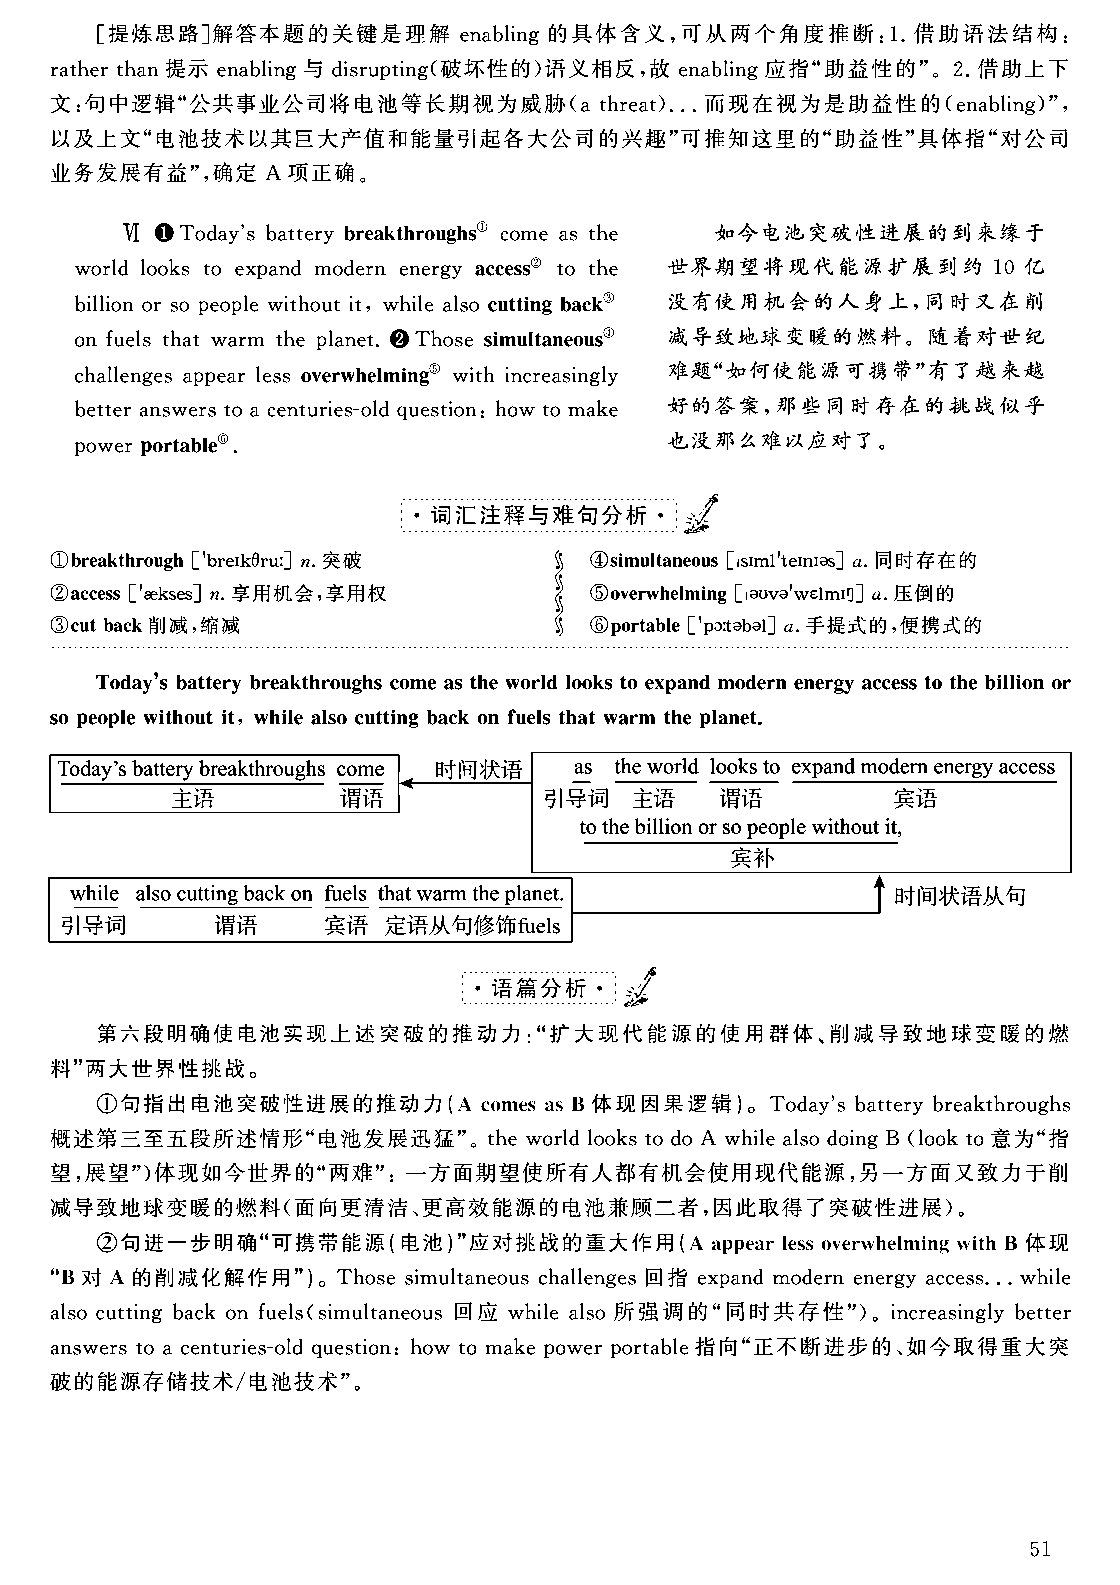 [提炼思路]解答本题的关键是理解 enabling 的具体含义,可从两个角度推断:1. 借助语法结构:
rather than 提示 enabling 与 disrupting(破坏性的)语义相反,故 enabling 应指“助益性的”。2. 借助上下
文:句中逻辑“公共事业公司将电池等长期视为威胁(a threat)...而现在视为是助益性的(enabling)”,
以及上文“电池技术以其巨大产值和能量引起各大公司的兴趣”可推知这里的“助益性”具体指“对公司
业务发展有益”,确定 A 项正确。
Ⅵ ❶Today's battery breakthroughs① come as the
world looks to expand modern energy access② to the
billion or so people without it, while also cutting back③
on fuels that warm the planet. ❷Those simultaneous④
challenges appear less overwhelming⑤ with increasingly
better answers to a centuries-old question: how to make
power portable⑥.
如今电池突破性进展的到来缘于
世界期望将现代能源扩展到约 10 亿
没有使用机会的人身上,同时又在削
减导致地球变暖的燃料。随着对世纪
难题“如何使能源可携带”有了越来越
好的答案,那些同时存在的挑战似乎
也没那么难以应对了。
·词汇注释与难句分析·
①breakthrough [ˈbreɪkθruː] n. 突破
②access [ˈækses] n. 享用机会,享用权
③cut back 削减,缩减
④simultaneous [ˌsɪmlˈteɪnɪəs] a. 同时存在的
⑤overwhelming [ˌəʊvəˈwɛlmɪŋ] a. 压倒的
⑥portable [ˈpɔːtəbəl] a. 手提式的,便携式的
Today's battery breakthroughs come as the world looks to expand modern energy access to the billion or
so people without it, while also cutting back on fuels that warm the planet.
Today's battery breakthroughs come
主语 谓语
时间状语
as the world looks to expand modern energy access
引导词 主语 谓语 宾语
to the billion or so people without it,
宾补
while also cutting back on fuels that warm the planet.
引导词 谓语 宾语 定语从句修饰fuels
时间状语从句
·语篇分析·
第六段明确使电池实现上述突破的推动力:“扩大现代能源的使用群体、削减导致地球变暖的燃
料”两大世界性挑战。
①句指出电池突破性进展的推动力(A comes as B 体现因果逻辑)。Today's battery breakthroughs
概述第三至五段所述情形“电池发展迅猛”。the world looks to do A while also doing B (look to 意为“指
望,展望”)体现如今世界的“两难”: 一方面期望使所有人都有机会使用现代能源,另一方面又致力于削
减导致地球变暖的燃料(面向更清洁、更高效能源的电池兼顾二者,因此取得了突破性进展)。
②句进一步明确“可携带能源(电池)”应对挑战的重大作用(A appear less overwhelming with B 体现
“B 对 A 的削减化解作用”)。Those simultaneous challenges 回指 expand modern energy access...while
also cutting back on fuels(simultaneous 回应 while also 所强调的“同时共存性”)。increasingly better
answers to a centuries-old question: how to make power portable 指向“正不断进步的、如今取得重大突
破的能源存储技术/电池技术”。
51